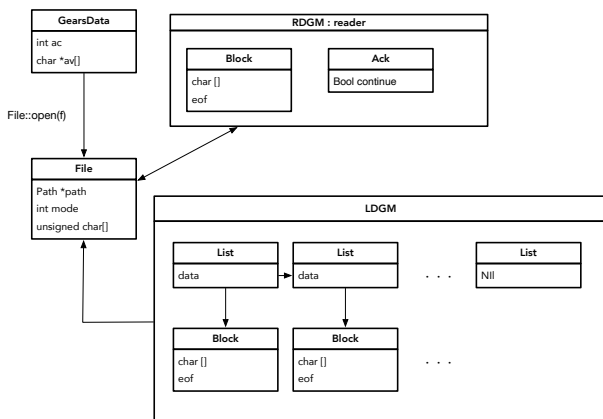 GearsData
int ac
char *av[]
File::open(f)
RDGM : reader
Block
char []
eof
Ack
Bool continue
File
Path *path
int mode
unsigned char[]
LDGM
List
data
List
data
. . .
List
NIl
Block
char []
eof
Block
char []
eof
. . .